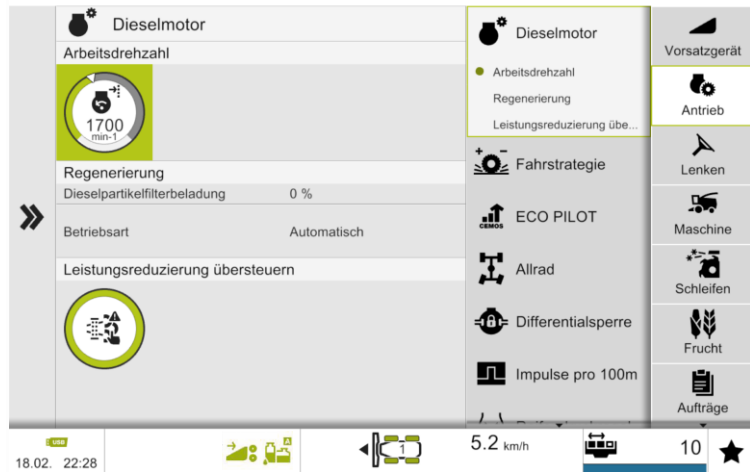 Dieselmotor
Arbeitsdrehzahl
1700
min-1
Regenerierung
Dieselpartikelfilterbeladung 0 %
Betriebsart Automatisch
Leistungsreduzierung übersteuern
Dieselmotor
Arbeitsdrehzahl
Regenerierung
Leistungsreduzierung übe...
Fahrstrategie
CEMOS
ECO PILOT
Allrad
Differentialsperre
Impulse pro 100m
Vorsatzgerät
Antrieb
Lenken
Maschine
Schleifen
Frucht
Aufträge
USB
18.02. 22:28
A
1
5.2 km/h
10